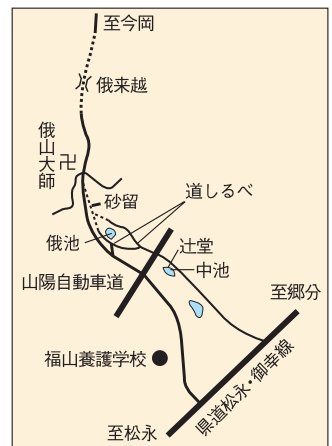 至今岡
俄来越
俄山大師
卍
砂留
道しるべ
俄池
辻堂
中池
山陽自動車道
至郷分
福山養護学校
県道松永・御幸線
至松永